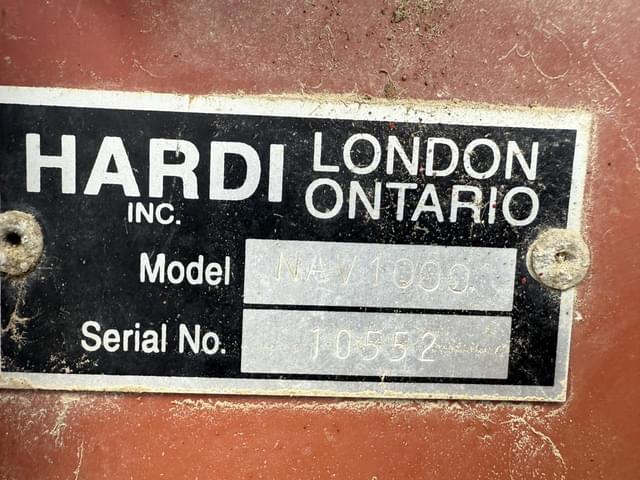 HARDI LONDON
INC. ONTARIO
Model NAV1000
Serial No. 10552